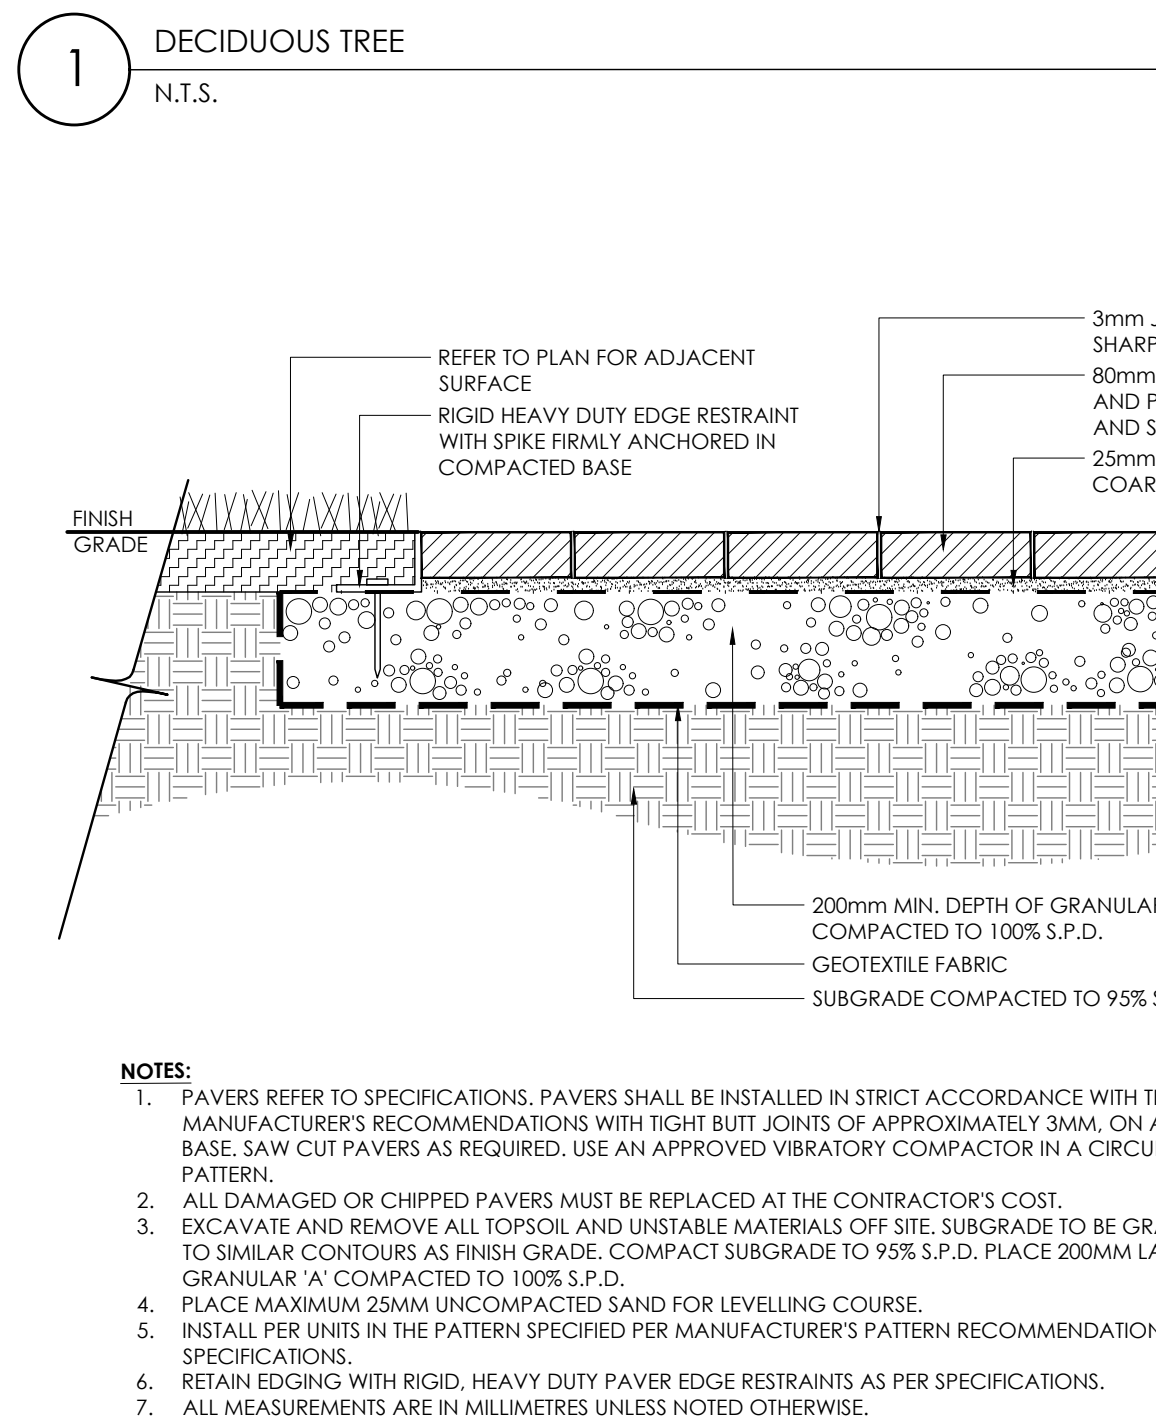 1
DECIDUOUS TREE
N.T.S.
3mm
SHARP
80mm
AND
AND
25mm
REFER TO PLAN FOR ADJACENT
SURFACE
RIGID HEAVY DUTY EDGE RESTRAINT
WITH SPIKE FIRMLY ANCHORED IN
COMPACTED BASE
FINISH
GRADE
200mm MIN. DEPTH OF GRANULAR
COMPACTED TO 100% S.P.D.
GEOTEXTILE FABRIC
SUBGRADE COMPACTED TO 95%
NOTES:
1. PAVERS REFER TO SPECIFICATIONS. PAVERS SHALL BE INSTALLED IN STRICT ACCORDANCE WITH
MANUFACTURER'S RECOMMENDATIONS WITH TIGHT BUTT JOINTS OF APPROXIMATELY 3MM, ON
BASE. SAW CUT PAVERS AS REQUIRED. USE AN APPROVED VIBRATORY COMPACTOR IN A
PATTERN.
2. ALL DAMAGED OR CHIPPED PAVERS MUST BE REPLACED AT THE CONTRACTOR'S COST.
3. EXCAVATE AND REMOVE ALL TOPSOIL AND UNSTABLE MATERIALS OFF SITE. SUBGRADE TO BE
TO SIMILAR CONTOURS AS FINISH GRADE. COMPACT SUBGRADE TO 95% S.P.D. PLACE 200MM
GRANULAR 'A' COMPACTED TO 100% S.P.D.
4. PLACE MAXIMUM 25MM UNCOMPACTED SAND FOR LEVELLING COURSE.
5. INSTALL PER UNITS IN THE PATTERN SPECIFIED PER MANUFACTURER'S PATTERN RECOMMENDATION
SPECIFICATIONS.
6. RETAIN EDGING WITH RIGID, HEAVY DUTY PAVER EDGE RESTRAINTS AS PER SPECIFICATIONS.
7. ALL MEASUREMENTS ARE IN MILLIMETRES UNLESS NOTED OTHERWISE.